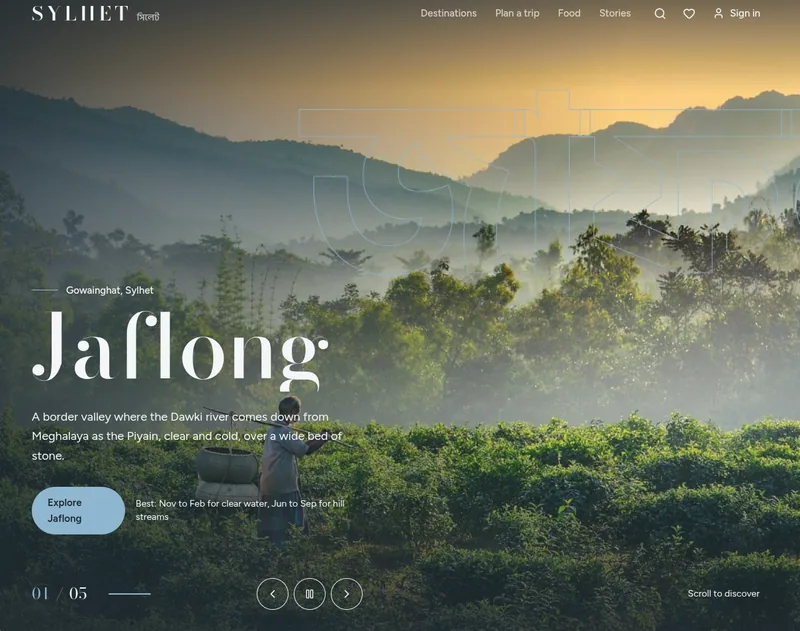 SYLHET সিলেট
Destinations Plan a trip Food Stories Sign in
Gowainghat, Sylhet
Jaflong
A border valley where the Dawki river comes down from
Meghalaya as the Piyain, clear and cold, over a wide bed of
stone.
Explore
Jaflong
Best: Nov to Feb for clear water, Jun to Sep for hill
streams
01 / 05
Scroll to discover